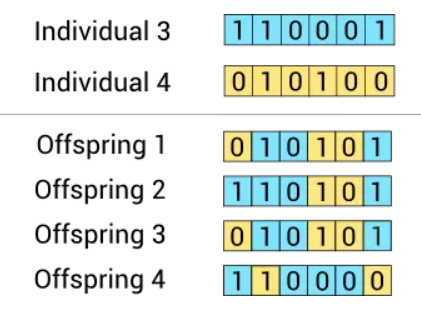 Individual 3 1 1 0 0 0 1
Individual 4 0 1 0 1 0 0
Offspring 1 0 1 0 1 0 1
Offspring 2 1 1 0 1 0 1
Offspring 3 0 1 0 1 0 1
Offspring 4 1 1 0 0 0 0